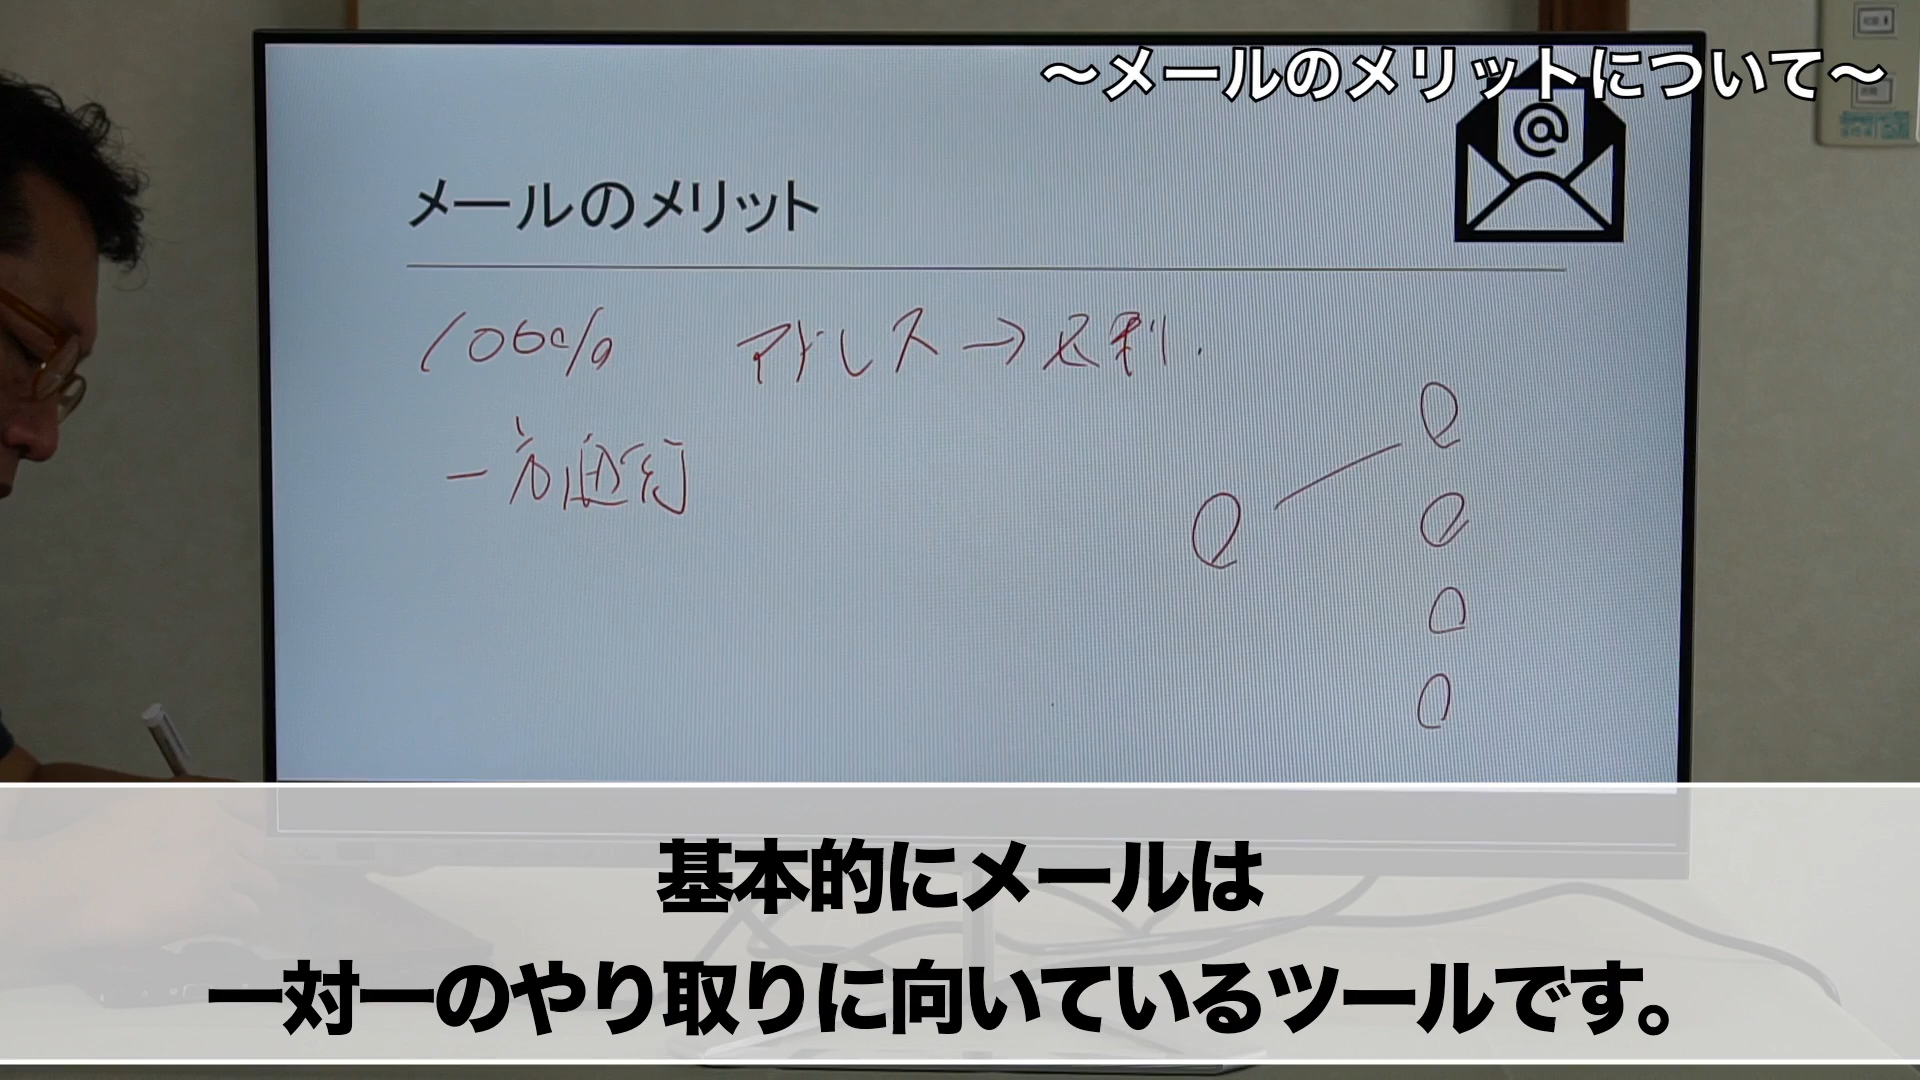 〜メールのメリットについて〜
@
メールのメリット
100% アドレス→
一方通行
基本的にメールは
一対一のやり取りに向いているツールです。